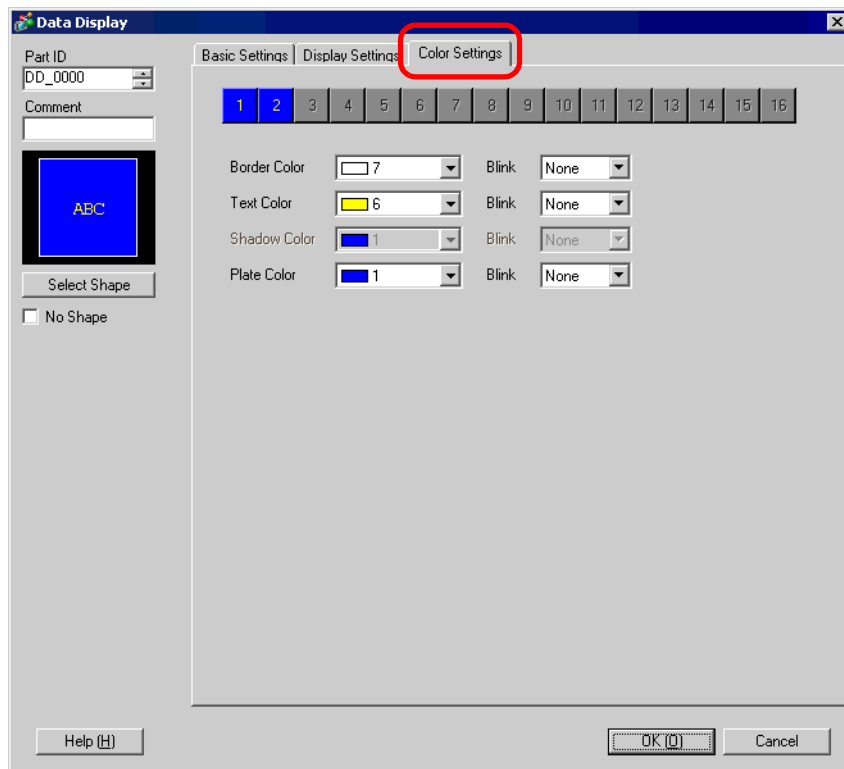 Data Display
Part ID
DD_0000
Comment
ABC
Select Shape
No Shape
Basic Settings Display Settings Color Settings
1 2 3 4 5 6 7 8 9 10 11 12 13 14 15 16
Border Color 7 Blink None
Text Color 6 Blink None
Shadow Color 1 Blink None
Plate Color 1 Blink None
Help (H) OK (O) Cancel